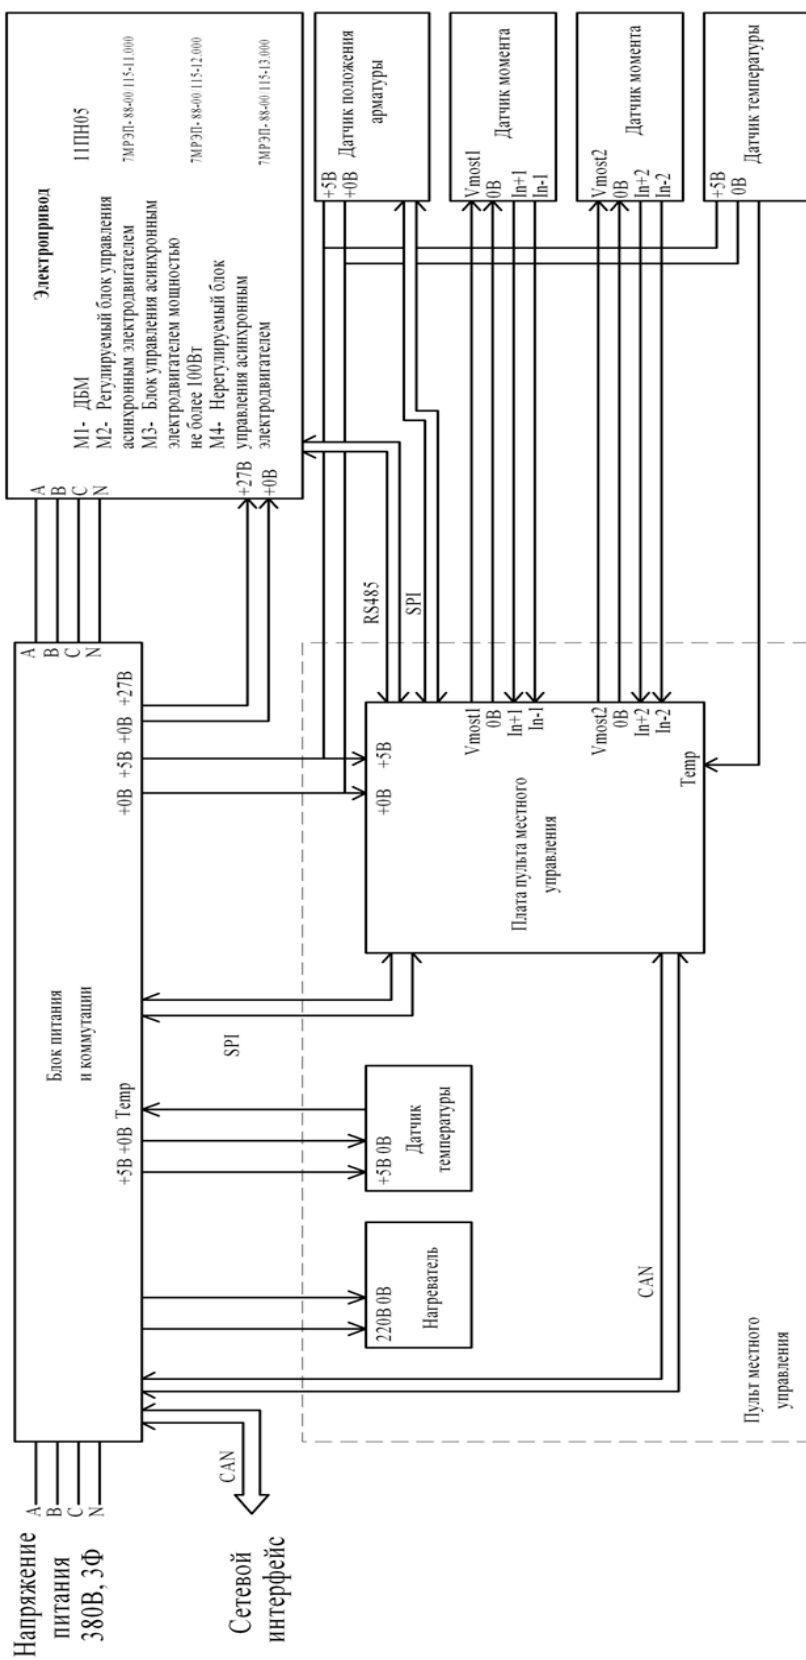 Напряжение
питания
380В, 3Ф
A
B
C
N
Сетевой
интерфейс
CAN
Блок питания
и коммутации
+5В +0В Temp
SPI
+0В +5В +0В +27В
A
B
C
N
A
B
C
N
Электропривод
М1- ДБМ 11ПН05
М2- Регулируемый блок управления
асинхронным электродвигателем 7МРЭП- 88-00 115-11.000
М3- Блок управления асинхронным
электродвигателем мощностью
не более 100Вт 7МРЭП- 88-00 115-12.000
М4- Нерегулируемый блок
управления асинхронным
электродвигателем 7МРЭП- 88-00 115-13.000
+27В
+0В
220В 0В
Нагреватель
+5В 0В
Датчик
температуры
CAN
Пульт местного
управления
Плата пульта местного
управления
+0В +5В
Vmost1
0В
In+1
In-1
Vmost2
0В
In+2
In-2
Temp
RS485
SPI
+5В
+0В
Датчик положения
арматуры
Vmost1
0В
In+1
In-1
Датчик момента
Vmost2
0В
In+2
In-2
Датчик момента
+5В
0В
Датчик температуры